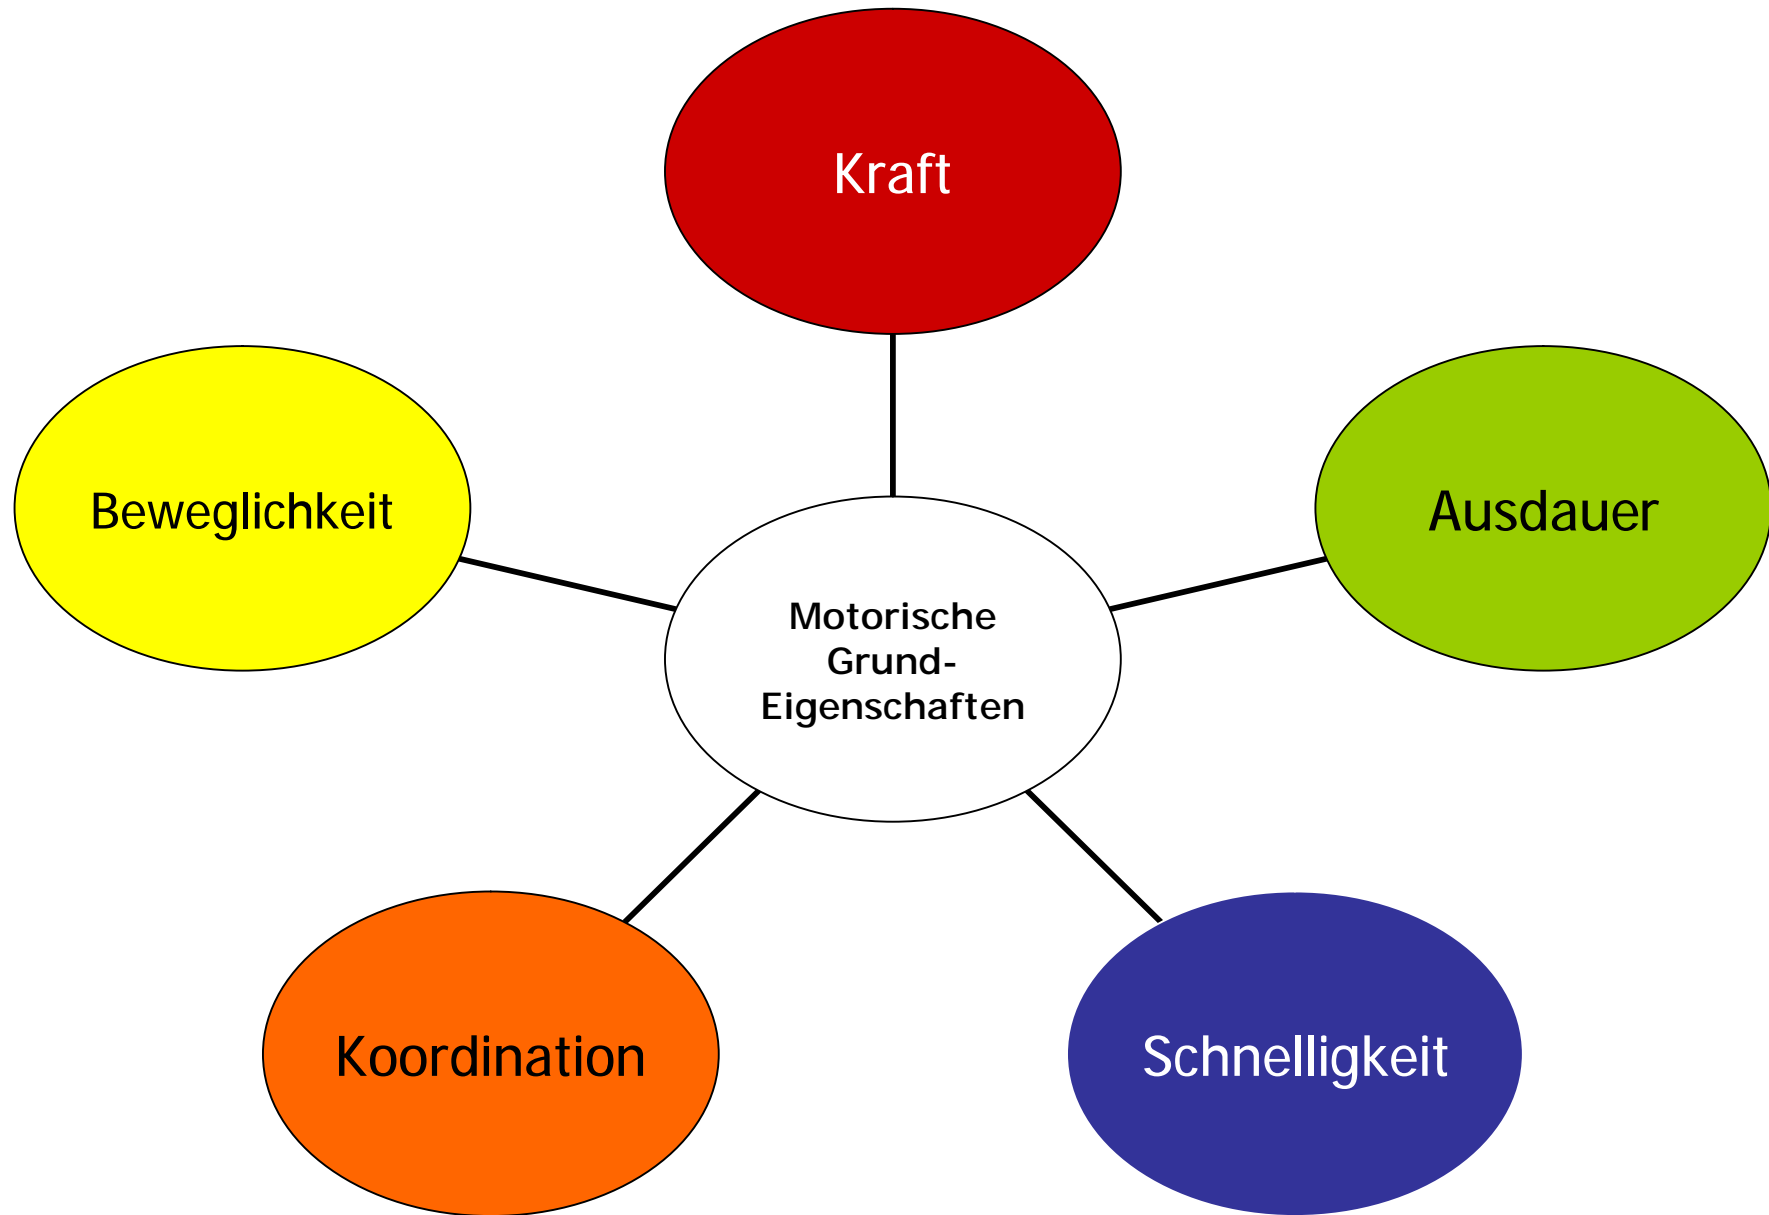 Kraft
Beweglichkeit
Ausdauer
Motorische
Grund-
Eigenschaften
Koordination
Schnelligkeit